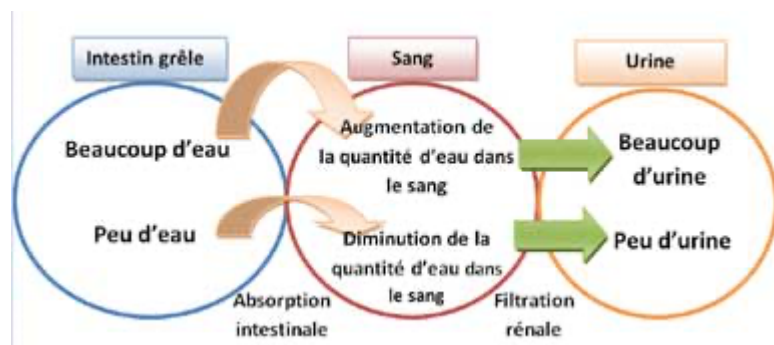 Intestin grêle
Sang
Urine
Beaucoup d'eau
Augmentation de
la quantité d'eau dans
le sang
Beaucoup
d'urine
Peu d'eau
Diminution de la
quantité d'eau dans
le sang
Peu d'urine
Absorption
intestinale
Filtration
rénale